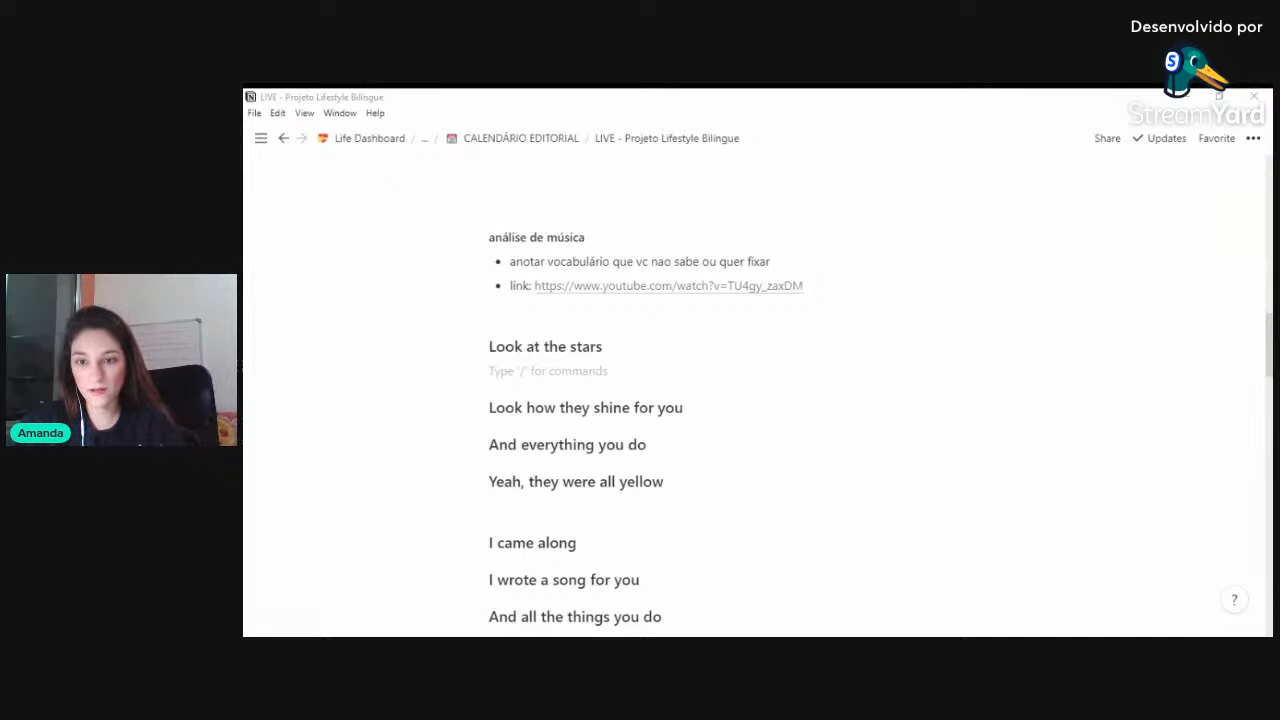 Desenvolvido por
S
StreamYard
LIVE - Projeto Lifestyle Bilíngue
File Edit View Window Help
Life Dashboard / ... / CALENDÁRIO EDITORIAL / LIVE - Projeto Lifestyle Bilíngue
Share Updates Favorite •••
análise de música
• anotar vocabulário que vc nao sabe ou quer fixar
• link: https://www.youtube.com/watch?v=TU4gy_zaxDM
Look at the stars
Type '/' for commands
Look how they shine for you
And everything you do
Yeah, they were all yellow
I came along
I wrote a song for you
And all the things you do
?
Amanda